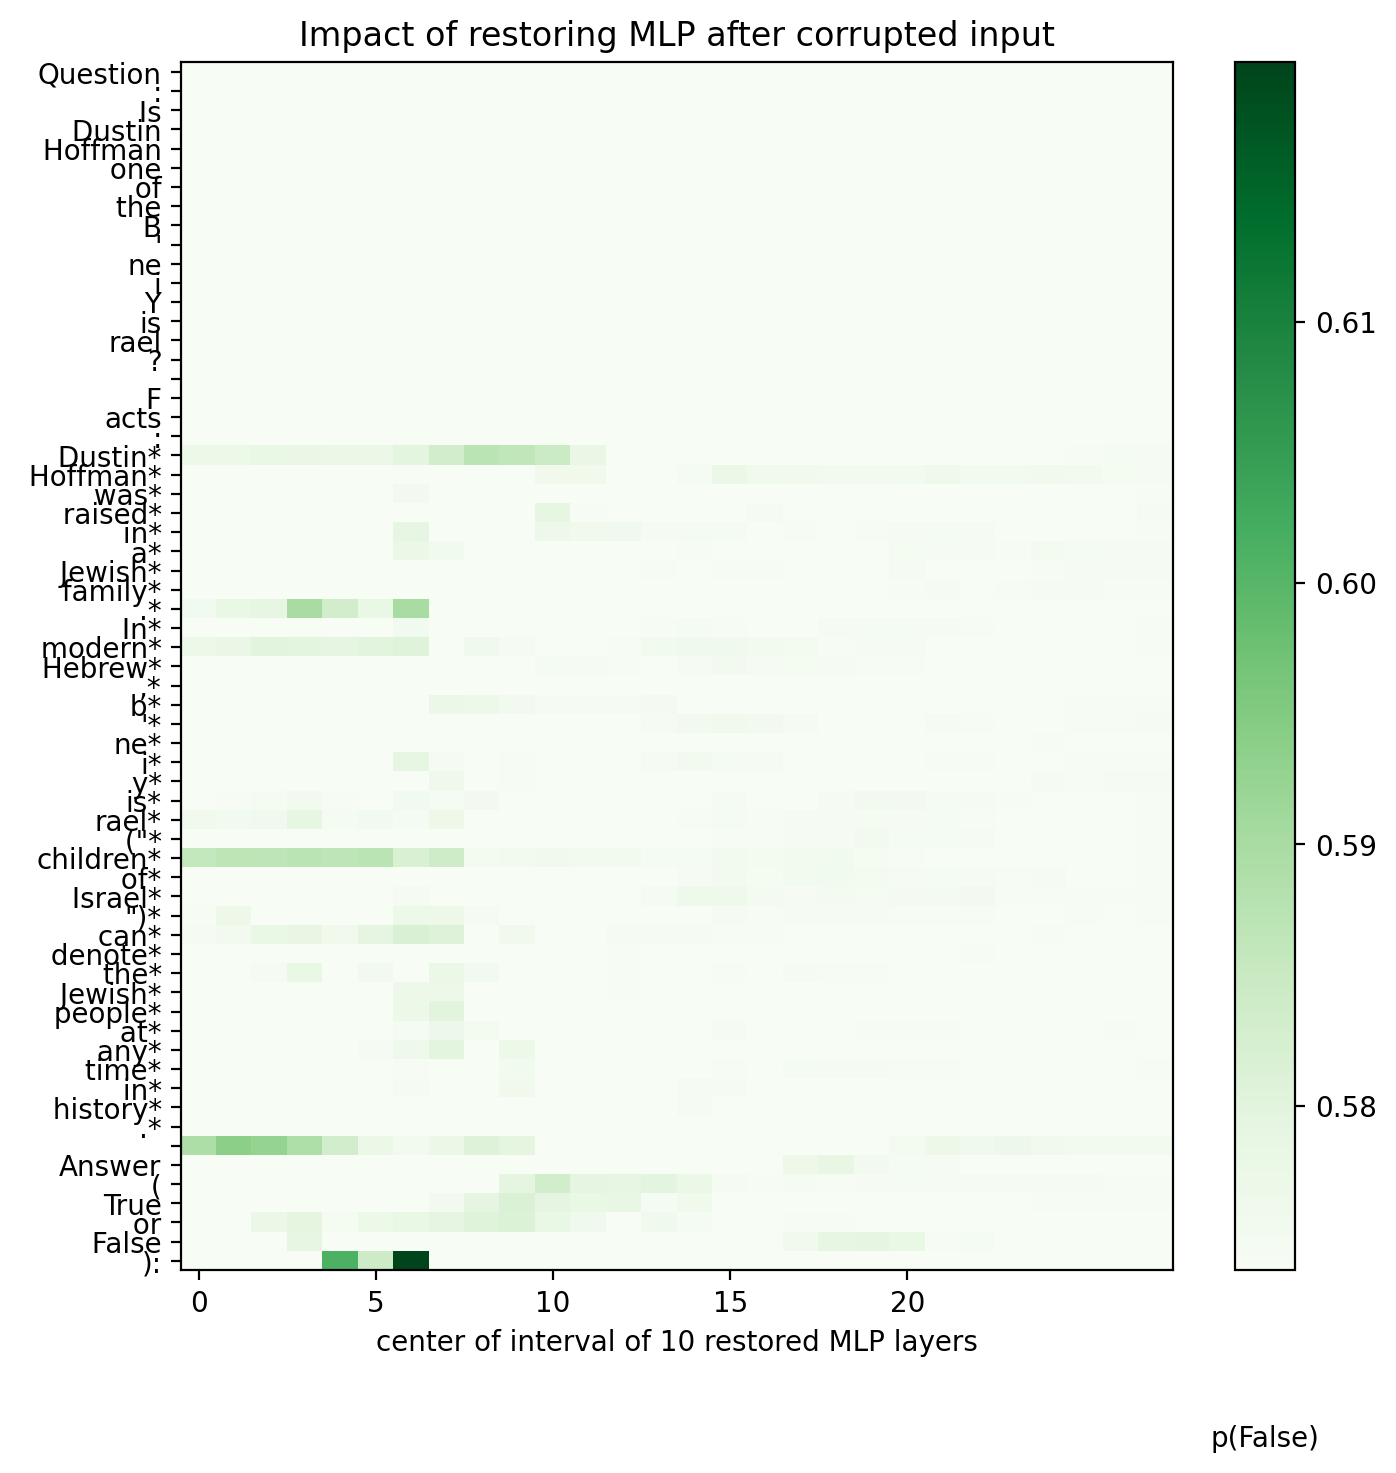 Impact of restoring MLP after corrupted input
Question
:
Is
Dustin
Hoffman
one
of
the
B
'
ne
i
Y
is
rael
?
F
acts
:
Dustin*
Hoffman*
was*
raised*
in*
a*
Jewish*
family*
.*
In*
modern*
Hebrew*
,*
b*
'*
ne*
i*
y*
is*
rael*
("*
children*
of*
Israel*
")*
can*
denote*
the*
Jewish*
people*
at*
any*
time*
in*
history*
.*
Answer
(
True
or
False
):
0 5 10 15 20
center of interval of 10 restored MLP layers
0.61
0.60
0.59
0.58
p(False)